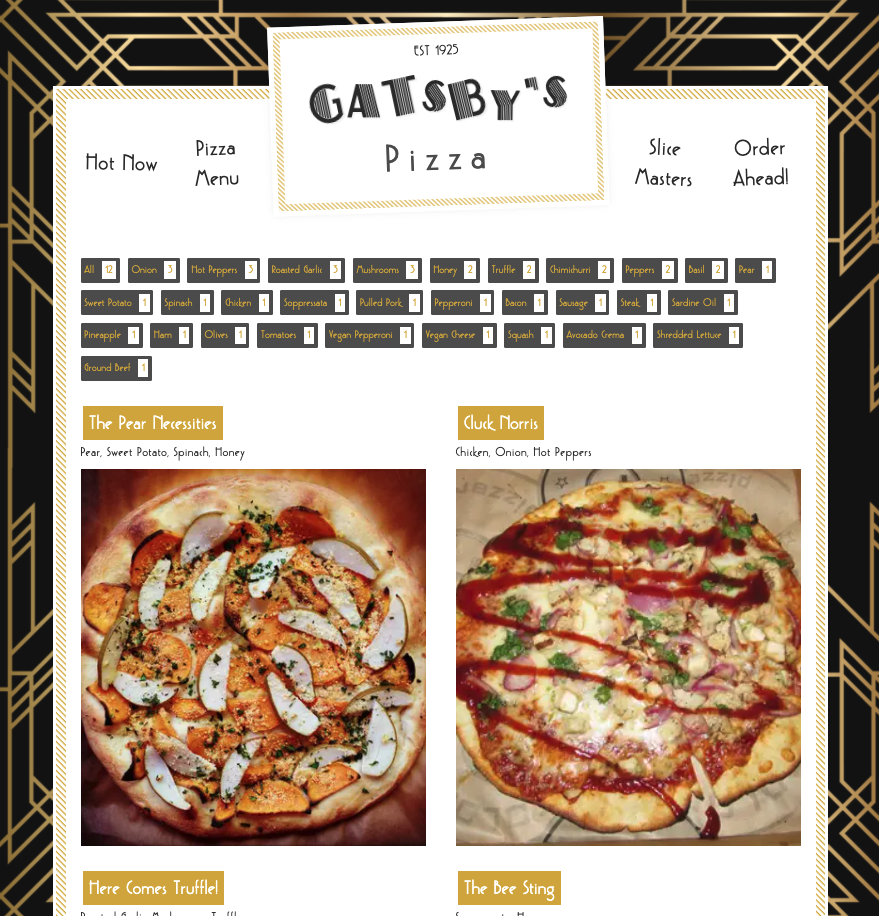 EST 1925
GATSBY'S
Pizza
Hot Now
Pizza
Menu
Slice
Masters
Order
Ahead!
All 12 Onion 3 Hot Peppers 3 Roasted Garlic 3 Mushrooms 3 Honey 2 Truffle 2 Chimichurri 2 Peppers 2 Basil 2 Pear 1
Sweet Potato 1 Spinach 1 Chicken 1 Soppressata 1 Pulled Pork 1 Pepperoni 1 Bacon 1 Sausage 1 Steak 1 Sardine Oil 1
Pineapple 1 Ham 1 Olives 1 Tomatoes 1 Vegan Pepperoni 1 Vegan Cheese 1 Squash 1 Avocado Crema 1 Shredded Lettuce 1
Ground Beef 1
The Pear Necessities
Pear, Sweet Potato, Spinach, Honey
Cluck Norris
Chicken, Onion, Hot Peppers
Here Comes Truffle!
The Bee Sting